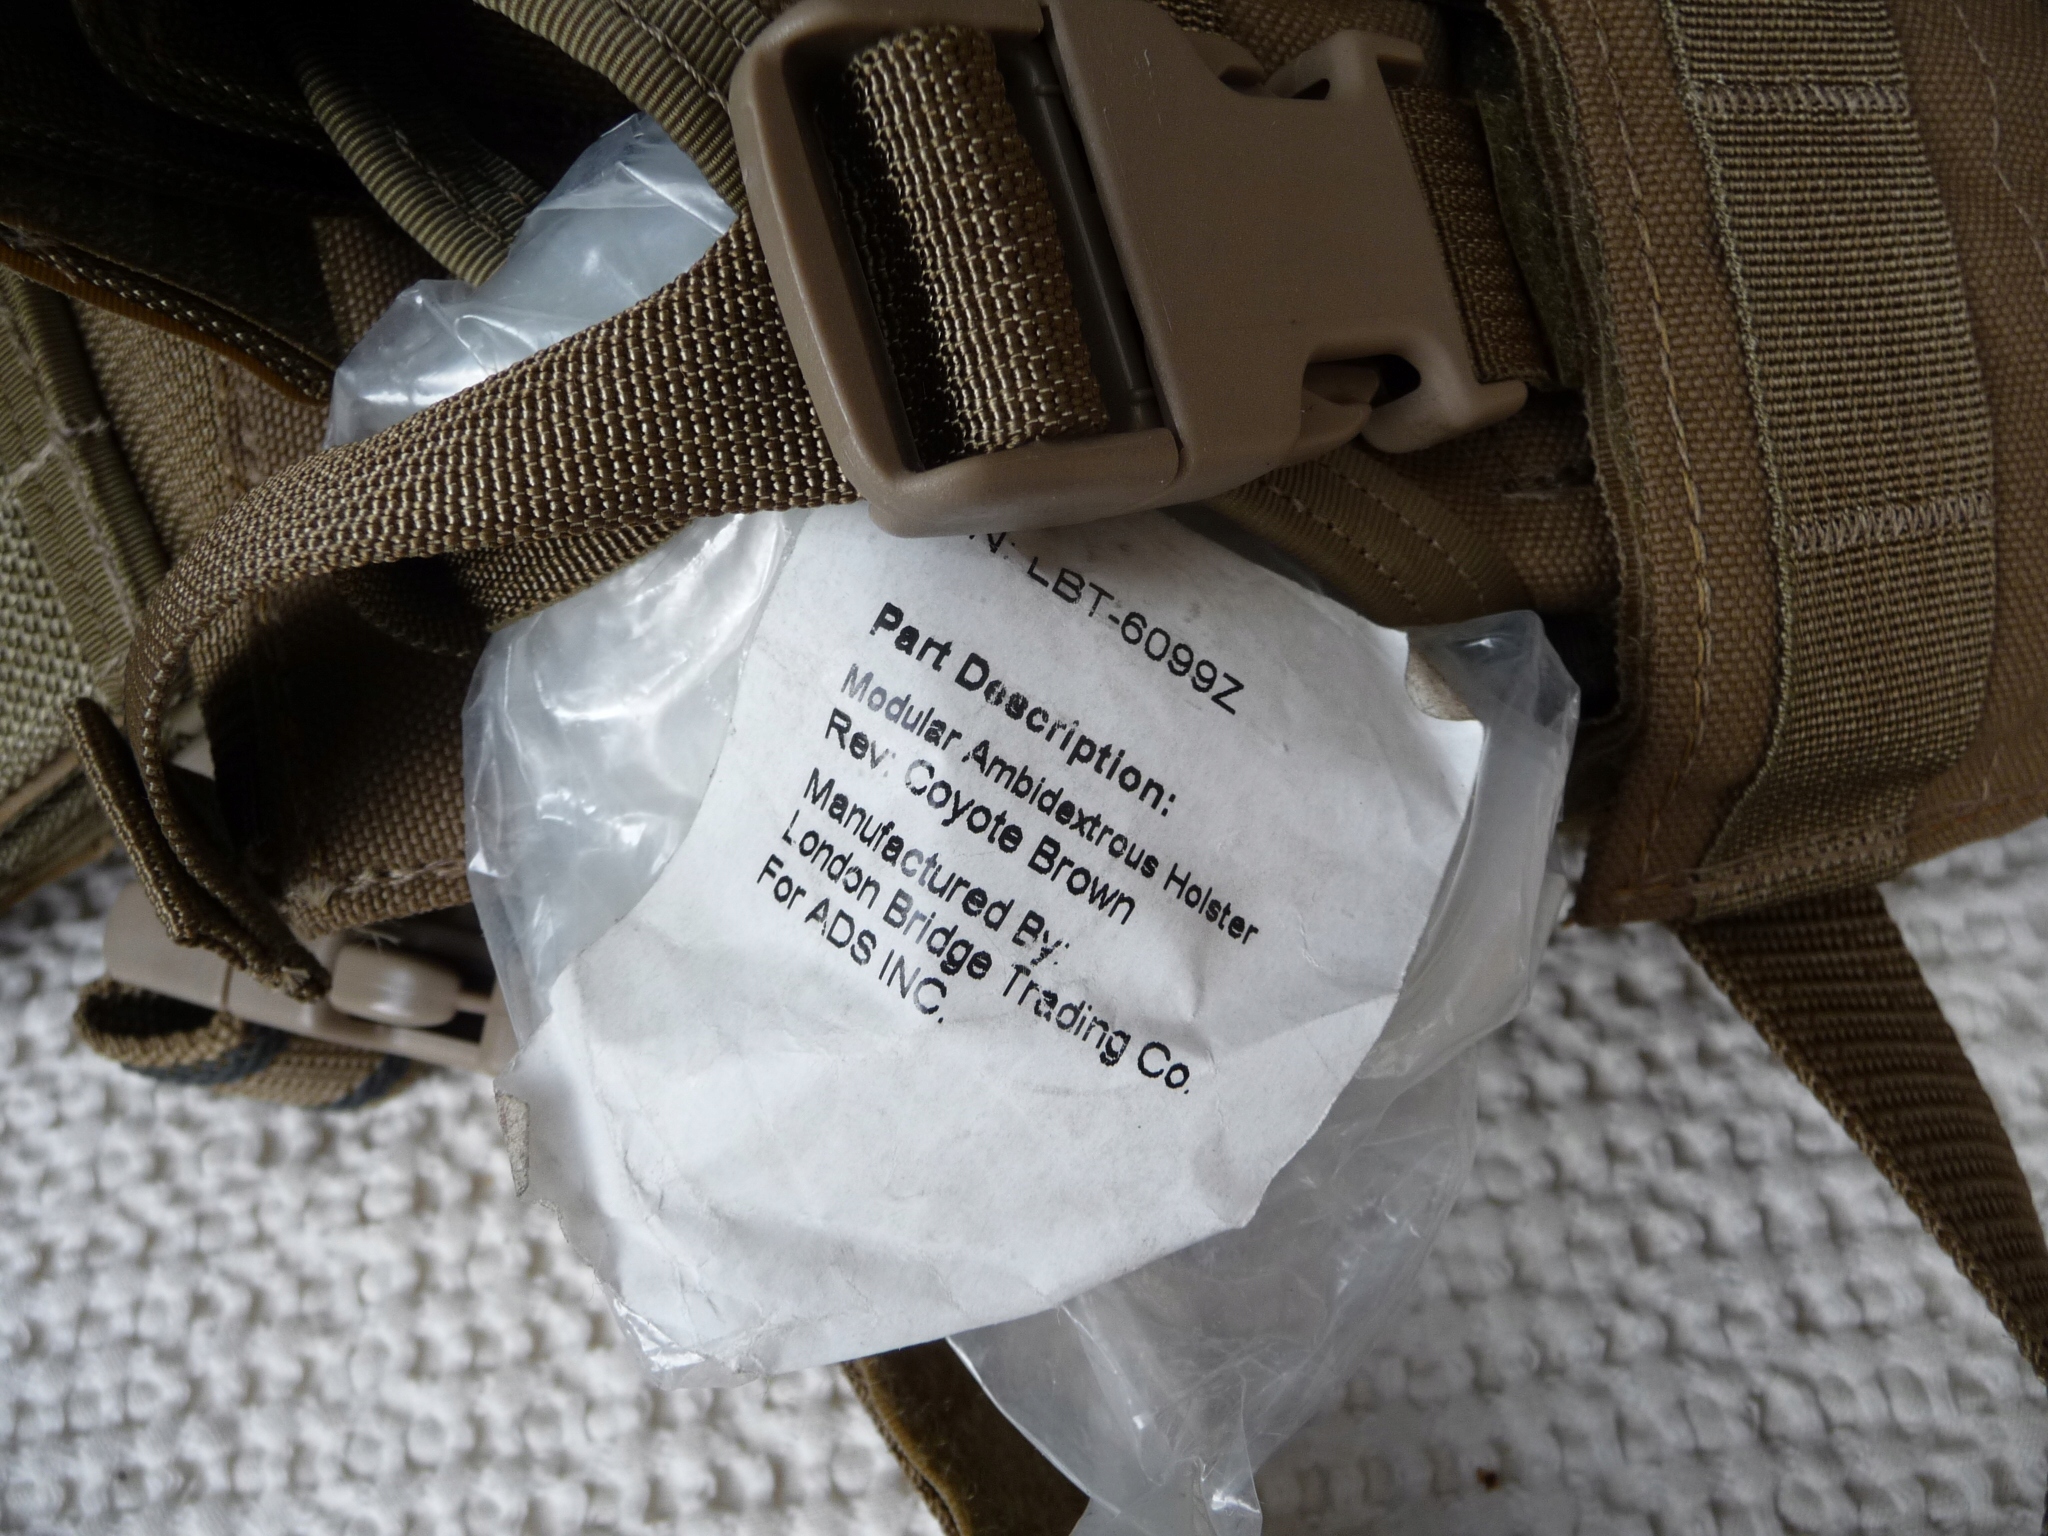 N: LBT-6099Z
Part Description:
Modular Ambidextrous Holster
Rev: Coyote Brown
Manufactured By:
London Bridge Trading Co.
For ADS INC.